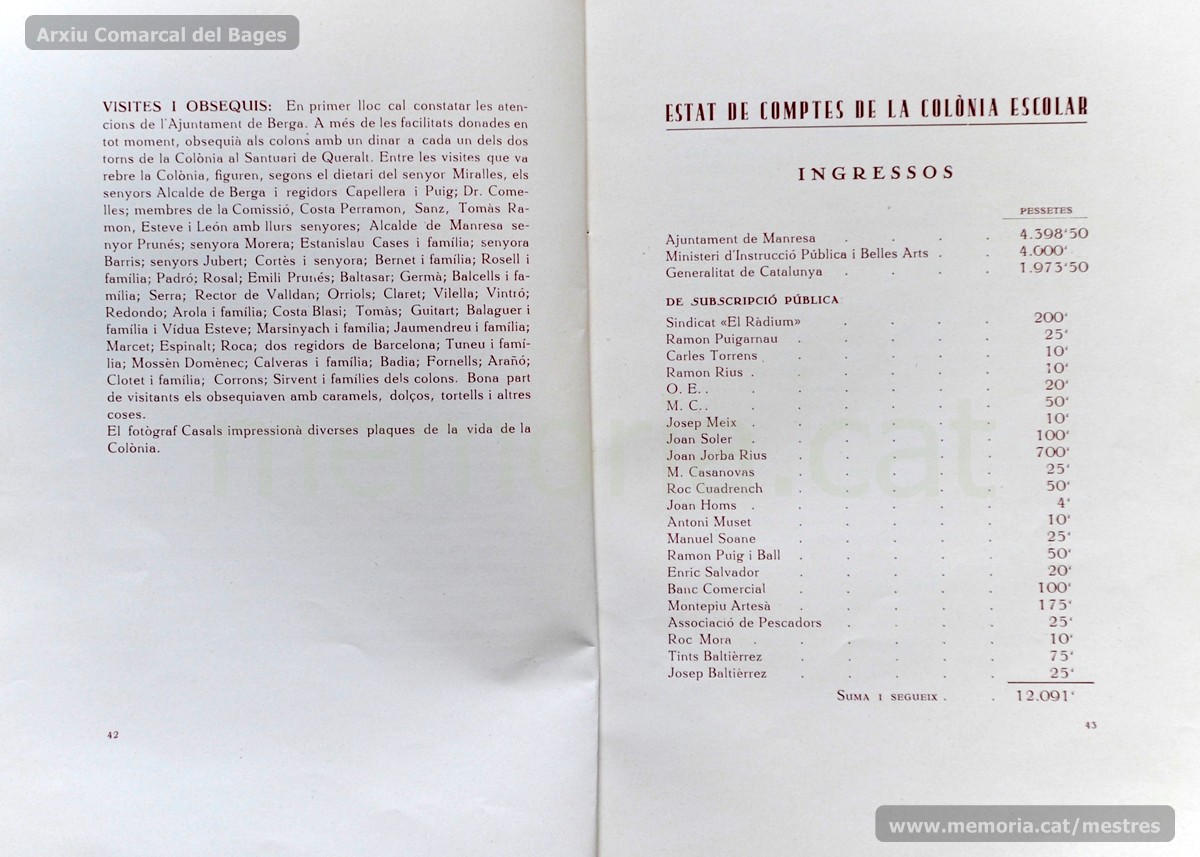 Arxiu Comarcal del Bages
VISITES I OBSEQUIS: En primer lloc cal constatar les aten-
cions de l'Ajuntament de Berga. A més de les facilitats donades en
tot moment, obsequià als colons amb un dinar a cada un dels dos
torns de la Colònia al Santuari de Queralt. Entre les visites que va
rebre la Colònia, figuren, segons el dietari del senyor Miralles, els
senyors Alcalde de Berga i regidors Capellera i Puig; Dr. Come-
lles; membres de la Comissió, Costa Perramon, Sanz, Tomàs Ra-
mon, Esteve i León amb llurs senyores; Alcalde de Manresa se-
nyor Prunés; senyora Morera; Estanislau Cases i família; senyora
Barris; senyors Jubert; Cortès i senyora; Bernet i família; Rosell i
família; Padró; Rosal; Emili Prunés; Baltasar; Germà; Balcells i fa-
mília; Serra; Rector de Valldan; Orriols; Claret; Vilella; Vintró;
Redondo; Arola i família; Costa Blasi; Tomàs; Guitart; Balaguer i
família i Vídua Esteve; Marsinyach i família; Jaumendreu i família;
Marcet; Espinalt; Roca; dos regidors de Barcelona; Tuneu i famí-
lia; Mossèn Domènec; Calveras i família; Badia; Fornells; Arañó;
Clotet i família; Corrons; Sirvent i famílies dels colons. Bona part
de visitants els obsequiaven amb caramels, dolços, tortells i altres
coses.
El fotògraf Casals impressionà diverses plaques de la vida de la
Colònia.
42
ESTAT DE COMPTES DE LA COLÒNIA ESCOLAR
INGRESSOS
PESSETES
Ajuntament de Manresa . . . . 4.398'50
Ministeri d'Instrucció Pública i Belles Arts . . 4.000'
Generalitat de Catalunya . . . . 1.973'50
DE SUBSCRIPCIÓ PÚBLICA
Sindicat «El Ràdium» . . . . 200'
Ramon Puigarnau . . . . . 25'
Carles Torrens . . . . . 10'
Ramon Rius . . . . . . 10'
O. E. . . . . . . 20'
M. C. . . . . . . 50'
Josep Meix . . . . . . 10'
Joan Soler . . . . . . 100'
Joan Jorba Rius . . . . . 700'
M. Casanovas . . . . . 25'
Roc Cuadrench . . . . . 50'
Joan Homs . . . . . . 4'
Antoni Muset . . . . . 10'
Manuel Soane . . . . . 25'
Ramon Puig i Ball . . . . . 50'
Enric Salvador . . . . . 20'
Banc Comercial . . . . . 100'
Montepiu Artesà . . . . . 175'
Associació de Pescadors . . . . 25'
Roc Mora . . . . . . 10'
Tints Baltièrrez . . . . . 75'
Josep Baltièrrez . . . . . 25'
SUMA I SEGUEIX . . 12.091'
43
memoria.cat
www.memoria.cat/mestres